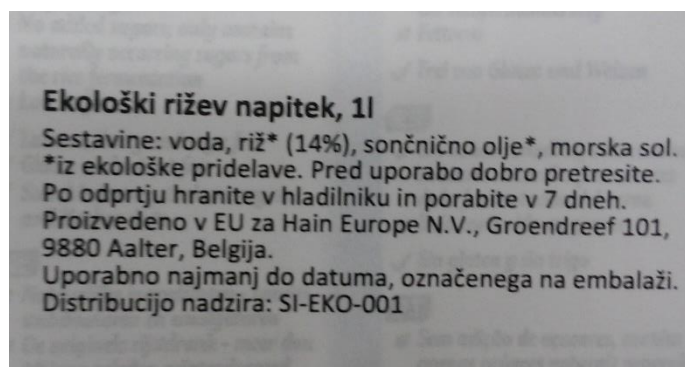 Ekološki rižev napitek, 1l
Sestavine: voda, riž* (14%), sončnično olje*, morska sol.
*iz ekološke pridelave. Pred uporabo dobro pretresite.
Po odprtju hranite v hladilniku in porabite v 7 dneh.
Proizvedeno v EU za Hain Europe N.V., Groendreef 101,
9880 Aalter, Belgija.
Uporabno najmanj do datuma, označenega na embalaži.
Distribucijo nadzira: SI-EKO-001